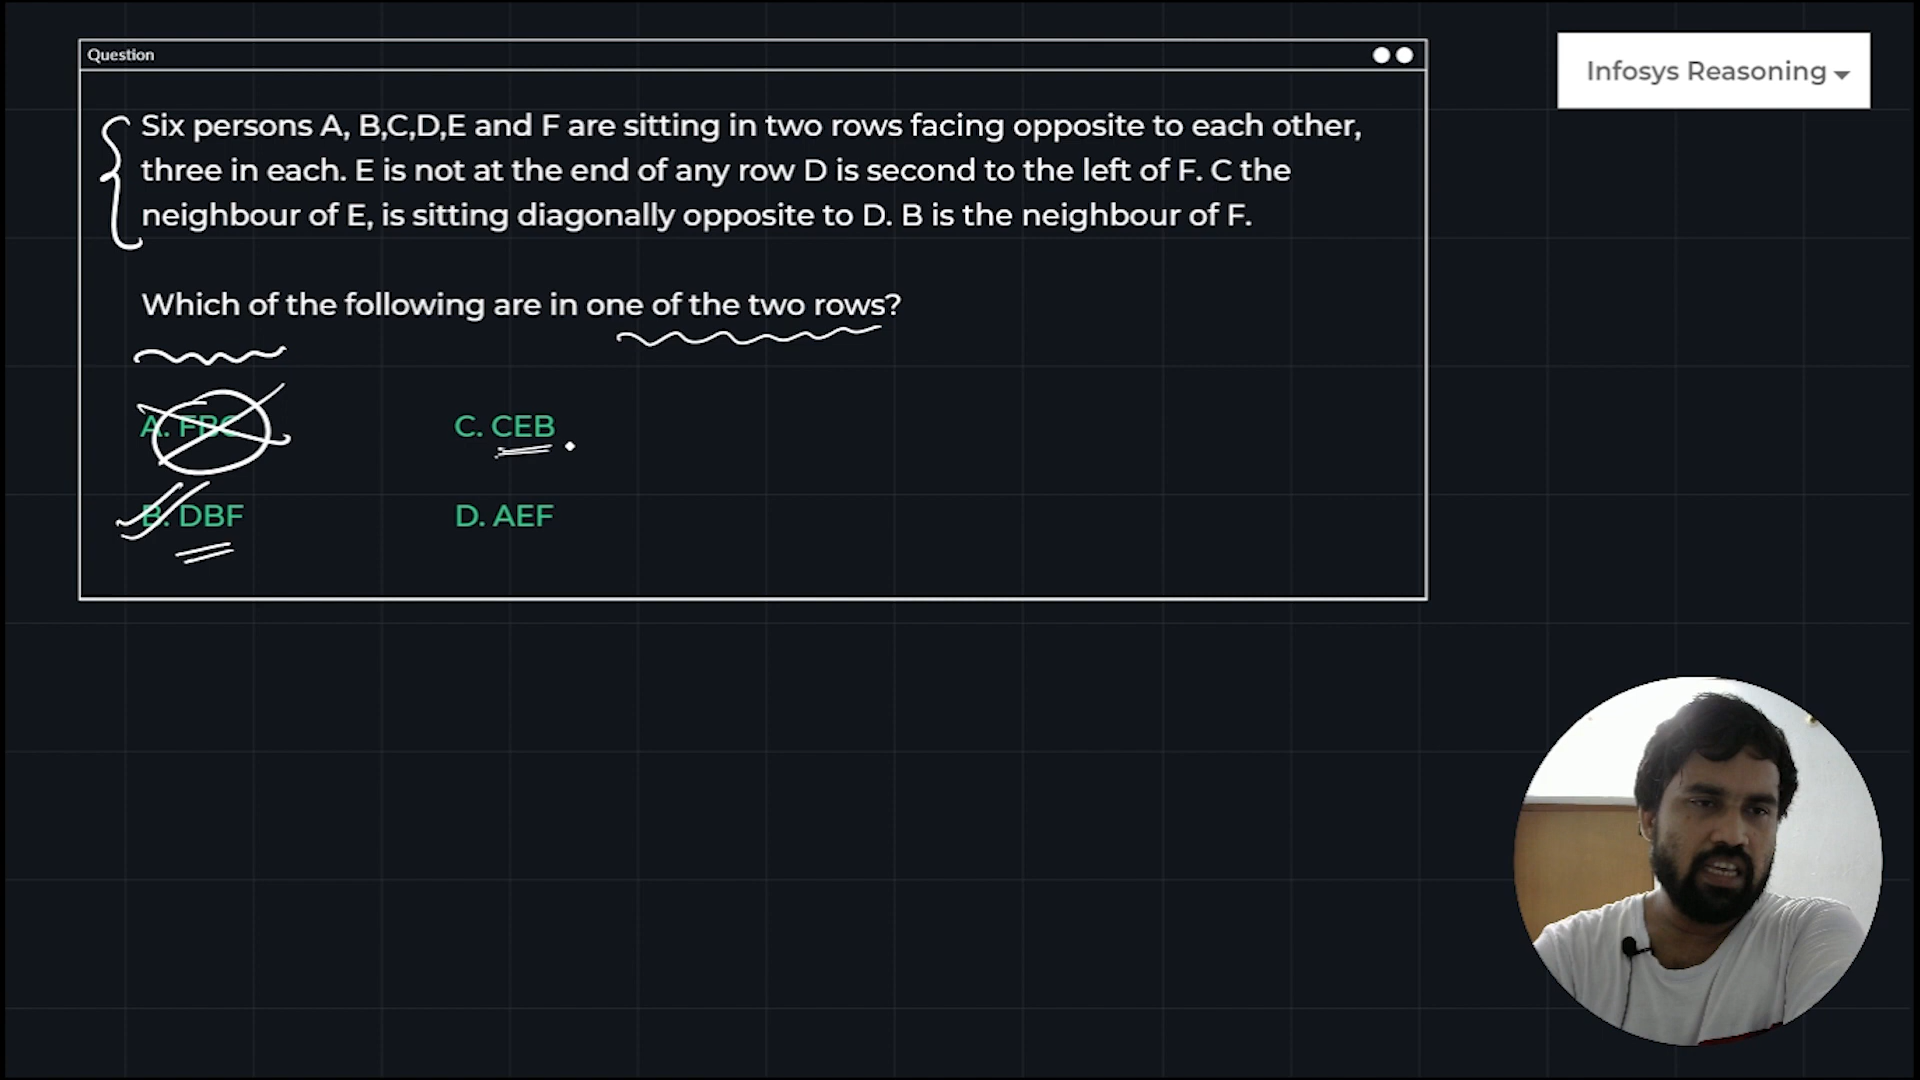 Question
Infosys Reasoning
Six persons A, B,C,D,E and F are sitting in two rows facing opposite to each other,
three in each. E is not at the end of any row D is second to the left of F. C the
neighbour of E, is sitting diagonally opposite to D. B is the neighbour of F.
Which of the following are in one of the two rows?
A. FBC
C. CEB
B. DBF
D. AEF